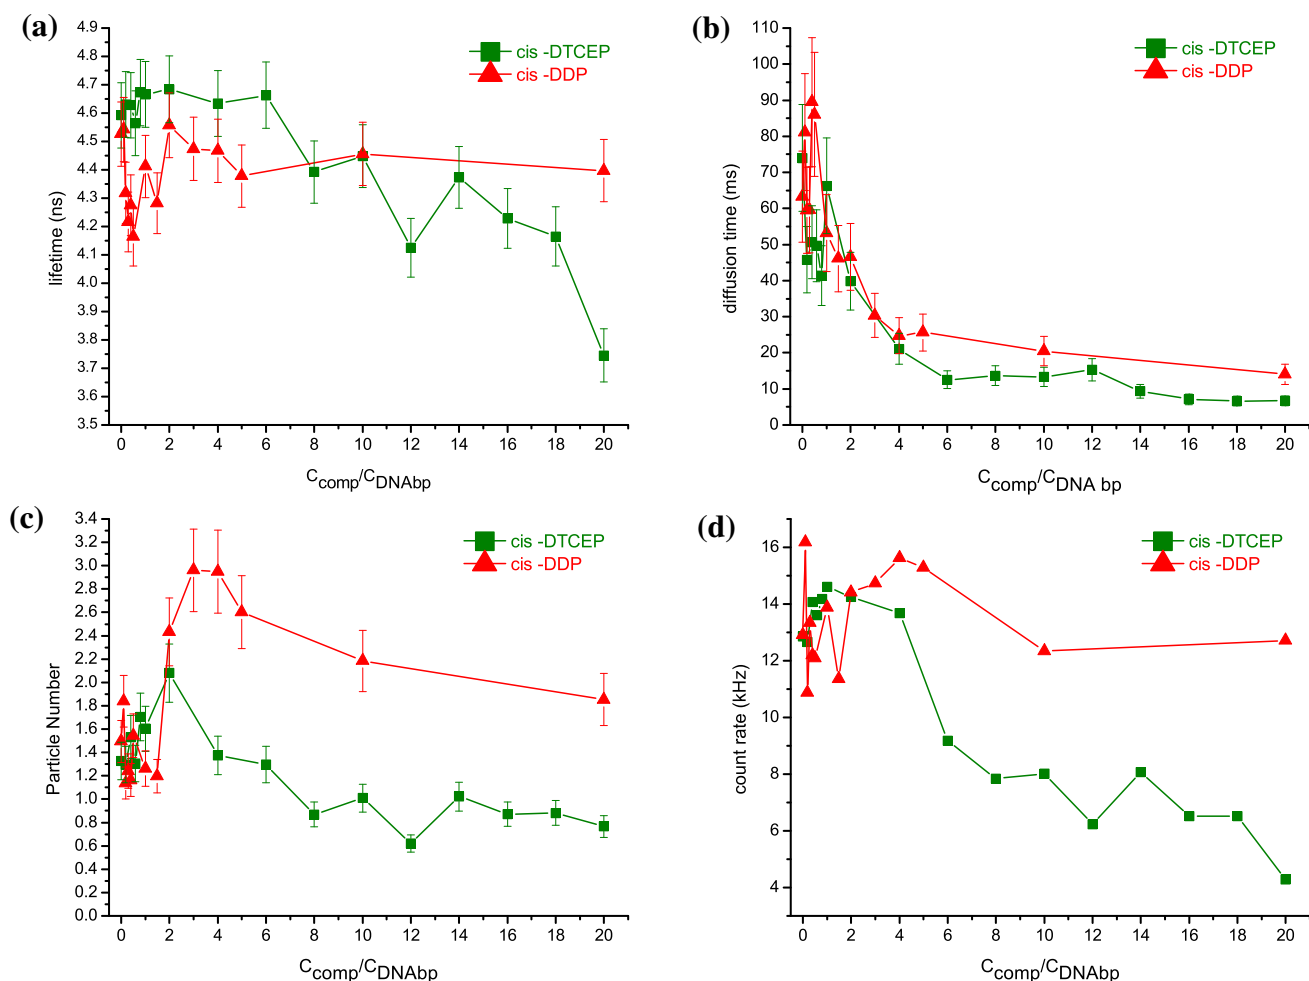 (a)
4.9
4.8
4.7
4.6
4.5
4.4
4.3
4.2
4.1
4.0
3.9
3.8
3.7
3.6
3.5
lifetime (ns)
cis -DTCEP
cis -DDP
0 2 4 6 8 10 12 14 16 18 20
Ccomp/CDNAbp
(b)
110
100
90
80
70
60
50
40
30
20
10
0
diffusion time (ms)
cis -DTCEP
cis -DDP
0 2 4 6 8 10 12 14 16 18 20
Ccomp/CDNA bp
(c)
3.4
3.2
3.0
2.8
2.6
2.4
2.2
2.0
1.8
1.6
1.4
1.2
1.0
0.8
0.6
0.4
0.2
0.0
Particle Number
cis -DTCEP
cis -DDP
0 2 4 6 8 10 12 14 16 18 20
Ccomp/CDNAbp
(d)
16
14
12
10
8
6
4
count rate (kHz)
cis -DTCEP
cis -DDP
0 2 4 6 8 10 12 14 16 18 20
Ccomp/CDNAbp